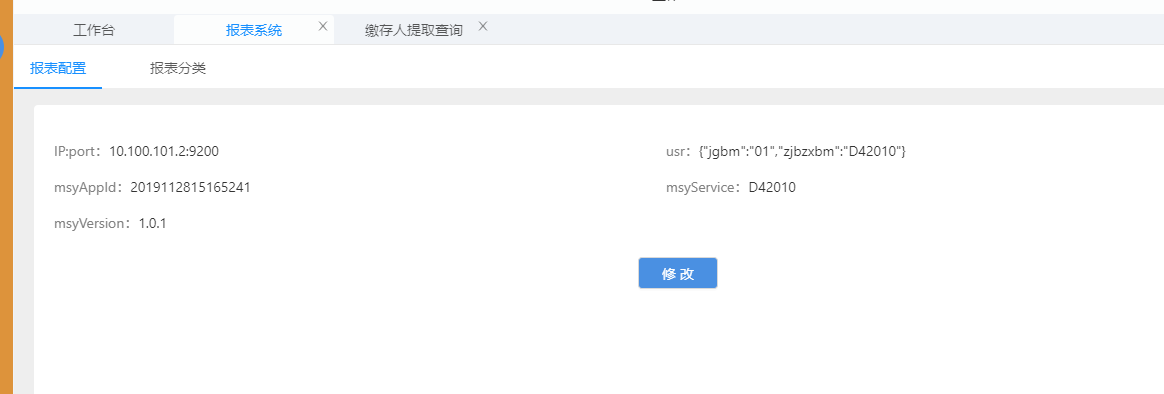 工作台 报表系统 缴存人提取查询
报表配置 报表分类
IP:port：10.100.101.2:9200 usr：{"jgbm":"01","zjbzxbm":"D42010"}
msyAppId：2019112815165241 msyService：D42010
msyVersion：1.0.1
修 改